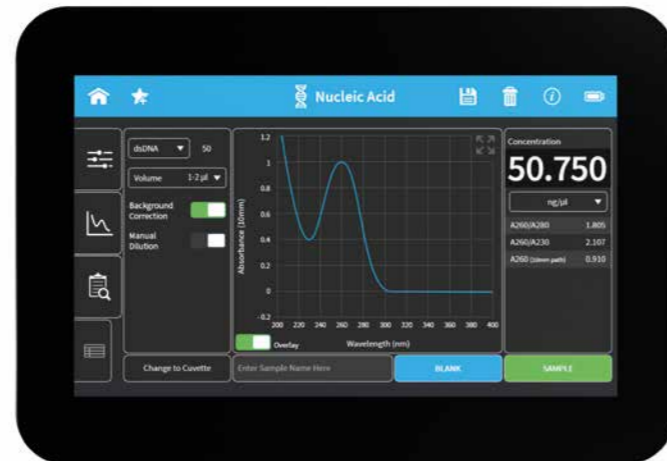 Nucleic Acid
dsDNA 50
Volume 1-2 µl
Background
Correction
Manual
Dilution
Absorbance (10mm)
1.2
1
0.8
0.6
0.4
0.2
0
-0.2
200 220 240 260 280 300 320 340 360 380 400
Overlay
Wavelength (nm)
Concentration
50.750
ng/µl
A260/A280 1.805
A260/A230 2.107
A260 (10mm path) 0.910
Change to Cuvette
Enter Sample Name Here
BLANK
SAMPLE